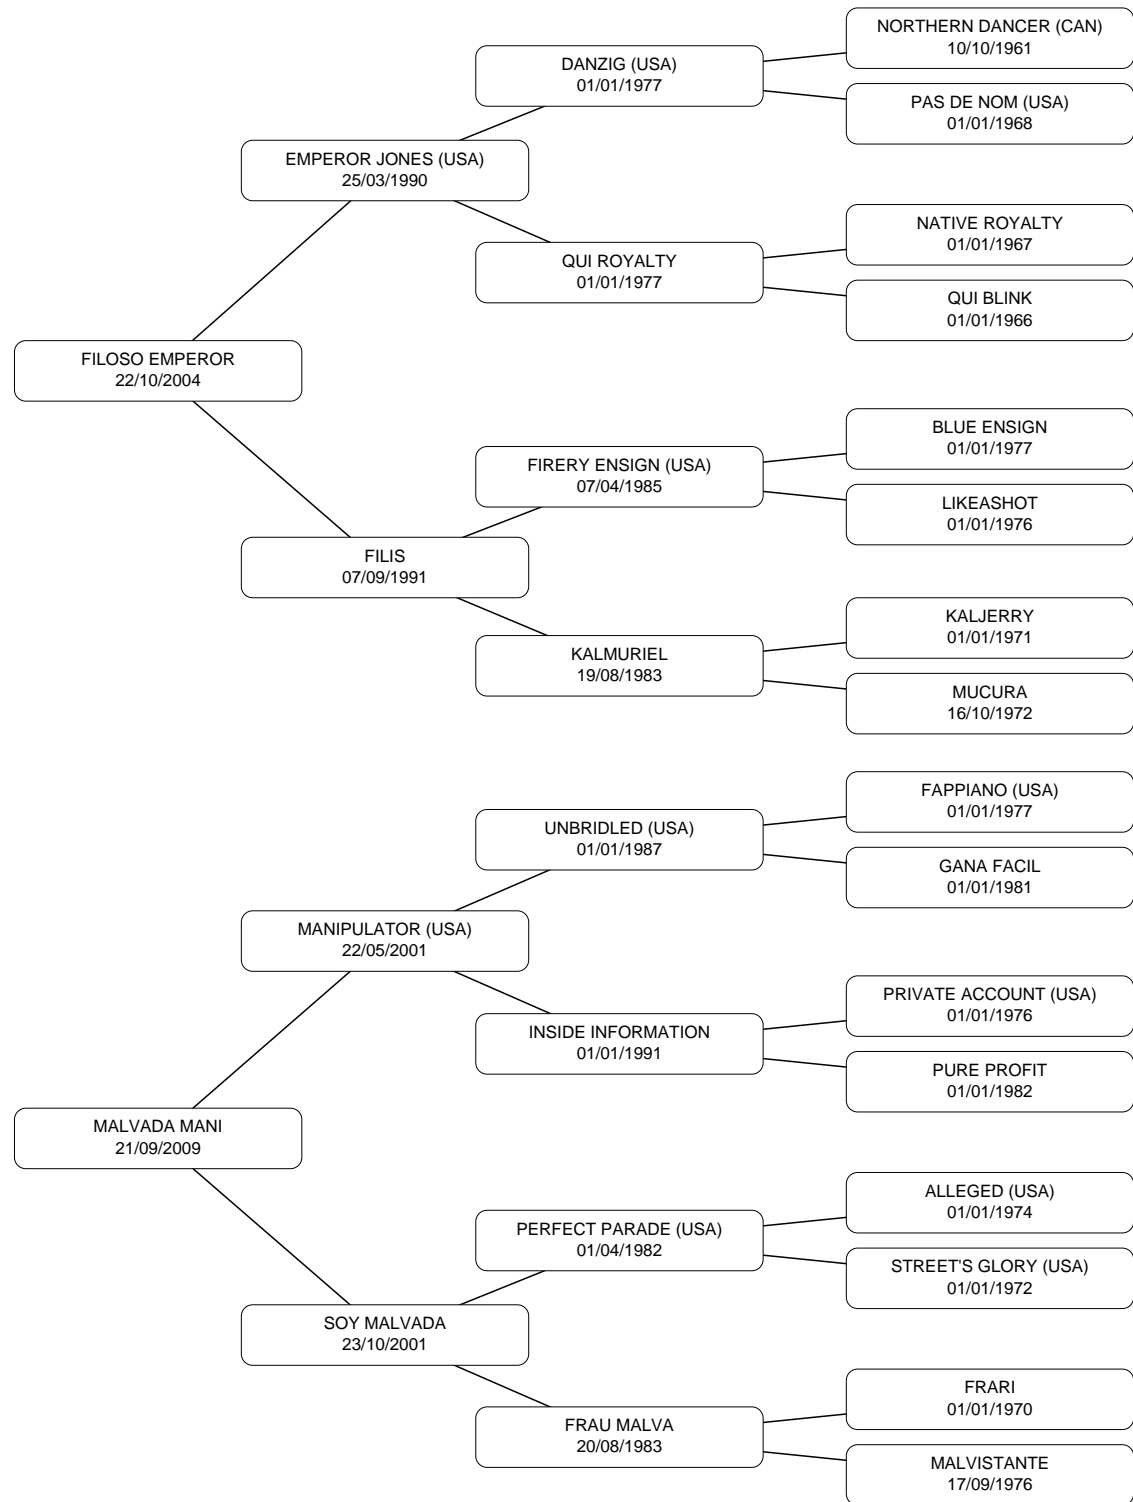 NORTHERN DANCER (CAN)
10/10/1961
DANZIG (USA)
01/01/1977
PAS DE NOM (USA)
01/01/1968
EMPEROR JONES (USA)
25/03/1990
NATIVE ROYALTY
01/01/1967
QUI ROYALTY
01/01/1977
QUI BLINK
01/01/1966
FILOSO EMPEROR
22/10/2004
BLUE ENSIGN
01/01/1977
FIRERY ENSIGN (USA)
07/04/1985
LIKEASHOT
01/01/1976
FILIS
07/09/1991
KALJERRY
01/01/1971
KALMURIEL
19/08/1983
MUCURA
16/10/1972
FAPPIANO (USA)
01/01/1977
UNBRIDLED (USA)
01/01/1987
GANA FACIL
01/01/1981
MANIPULATOR (USA)
22/05/2001
PRIVATE ACCOUNT (USA)
01/01/1976
INSIDE INFORMATION
01/01/1991
PURE PROFIT
01/01/1982
MALVADA MANI
21/09/2009
ALLEGED (USA)
01/01/1974
PERFECT PARADE (USA)
01/04/1982
STREET'S GLORY (USA)
01/01/1972
SOY MALVADA
23/10/2001
FRARI
01/01/1970
FRAU MALVA
20/08/1983
MALVISTANTE
17/09/1976